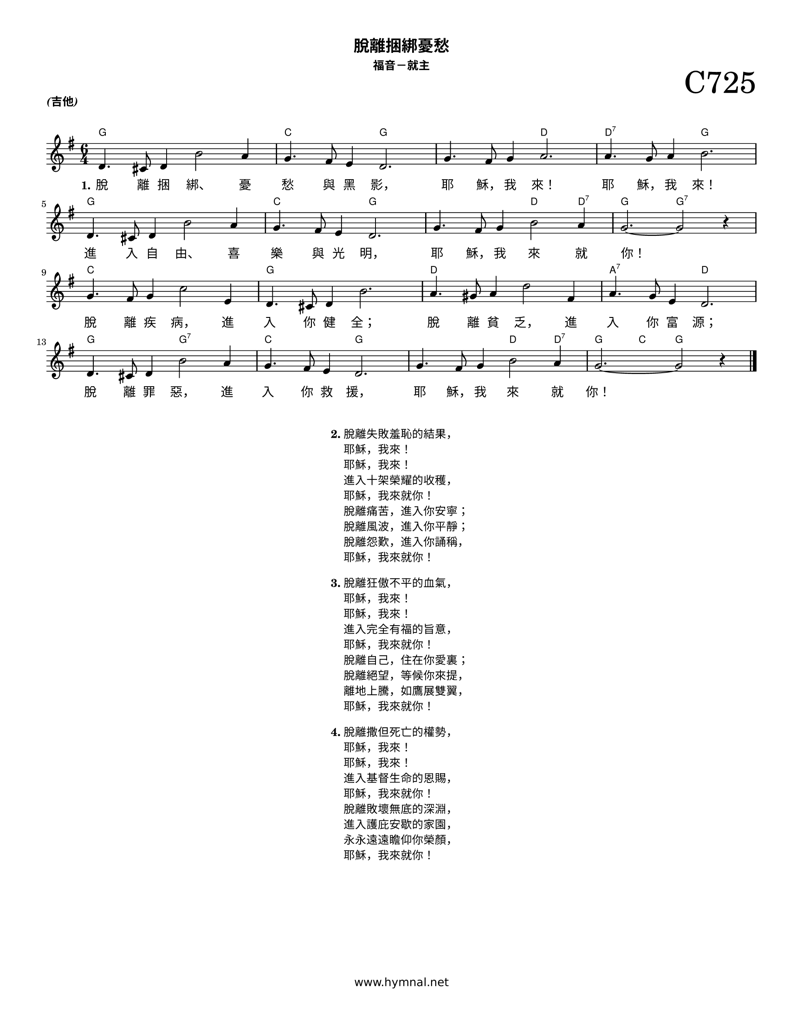 脫離捆綁憂愁
福音－就主
C725
(吉他)
G C G G D D7 G
6
4
1. 脫 離 捆 綁、 憂 愁 與 黑 影， 耶 穌，我 來！ 耶 穌，我 來！
5 G C G G D D7 G G7
進 入 自 由、 喜 樂 與 光 明， 耶 穌，我 來 就 你！
9 C G D A7 D
脫 離 疾 病， 進 入 你 健 全； 脫 離 貧 乏， 進 入 你 富 源；
13 G G7 C G G D D7 G C G
脫 離 罪 惡， 進 入 你 救 援， 耶 穌，我 來 就 你！
2. 脫離失敗羞恥的結果，
耶穌，我來！
耶穌，我來！
進入十架榮耀的收穫，
耶穌，我來就你！
脫離痛苦，進入你安寧；
脫離風波，進入你平靜；
脫離怨歎，進入你誦稱，
耶穌，我來就你！
3. 脫離狂傲不平的血氣，
耶穌，我來！
耶穌，我來！
進入完全有福的旨意，
耶穌，我來就你！
脫離自己，住在你愛裏；
脫離絕望，等候你來提，
離地上騰，如鷹展雙翼，
耶穌，我來就你！
4. 脫離撒但死亡的權勢，
耶穌，我來！
耶穌，我來！
進入基督生命的恩賜，
耶穌，我來就你！
脫離敗壞無底的深淵，
進入護庇安歇的家園，
永永遠遠瞻仰你榮顏，
耶穌，我來就你！
www.hymnal.net